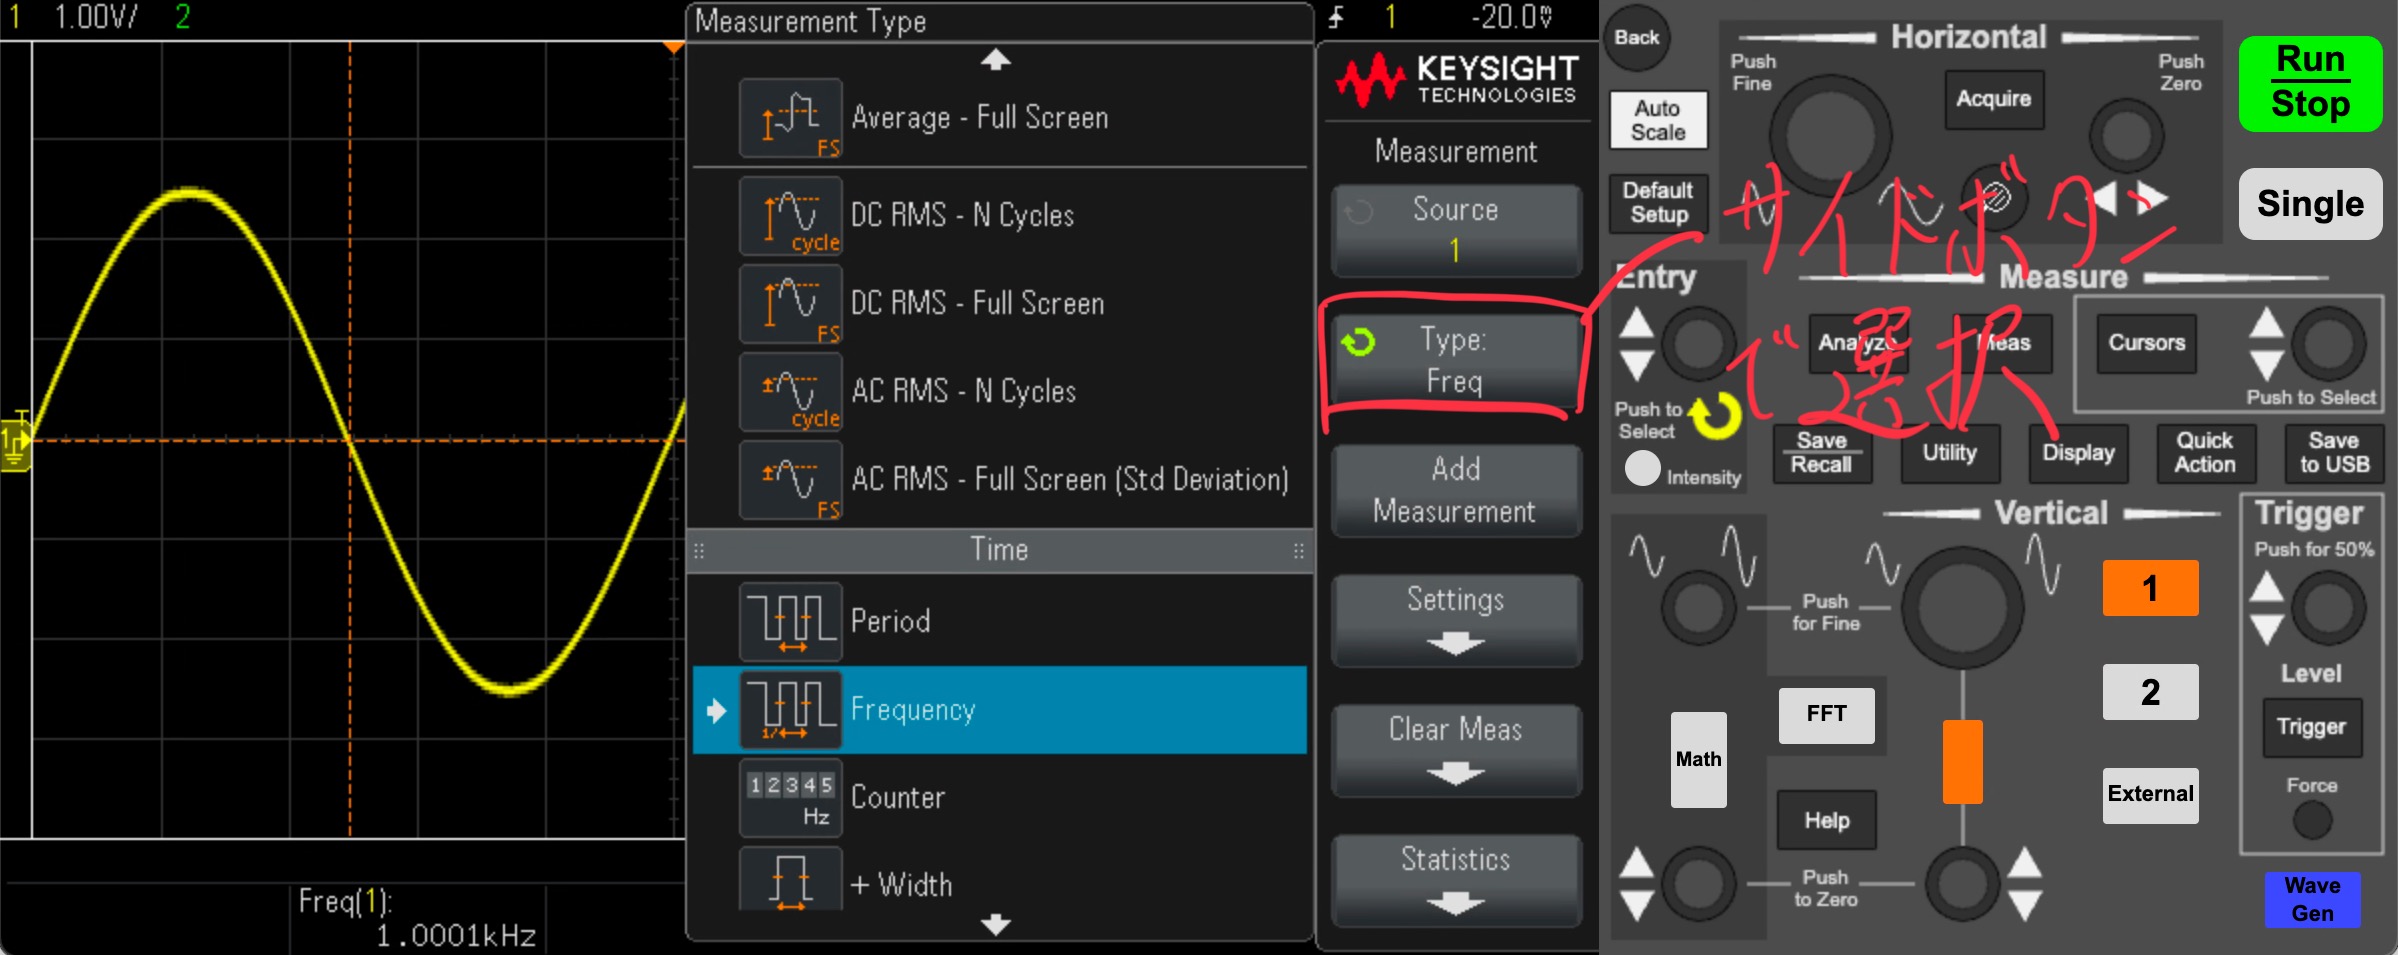 1 1.00V/ 2
Measurement Type
Average - Full Screen
FS
DC RMS - N Cycles
cycle
DC RMS - Full Screen
FS
AC RMS - N Cycles
cycle
AC RMS - Full Screen (Std Deviation)
FS
Time
Period
Frequency
1/
Counter
1 2 3 4 5
Hz
+ Width
Freq(1):
1.0001kHz
1 -20.0mV
KEYSIGHT
TECHNOLOGIES
Measurement
Source
1
Type:
Freq
Add
Measurement
Settings
Clear Meas
Statistics
Back
Auto
Scale
Default
Setup
Horizontal
Push
Fine
Acquire
Push
Zero
Run
Stop
Single
サイドボタン
で選択
Entry
Push to
Select
Intensity
Measure
Analyze
Meas
Cursors
Push to Select
Save
Recall
Utility
Display
Quick
Action
Save
to USB
Vertical
Push
for Fine
1
2
External
FFT
Math
Help
Push
to Zero
Trigger
Push for 50%
Level
Trigger
Force
Wave
Gen